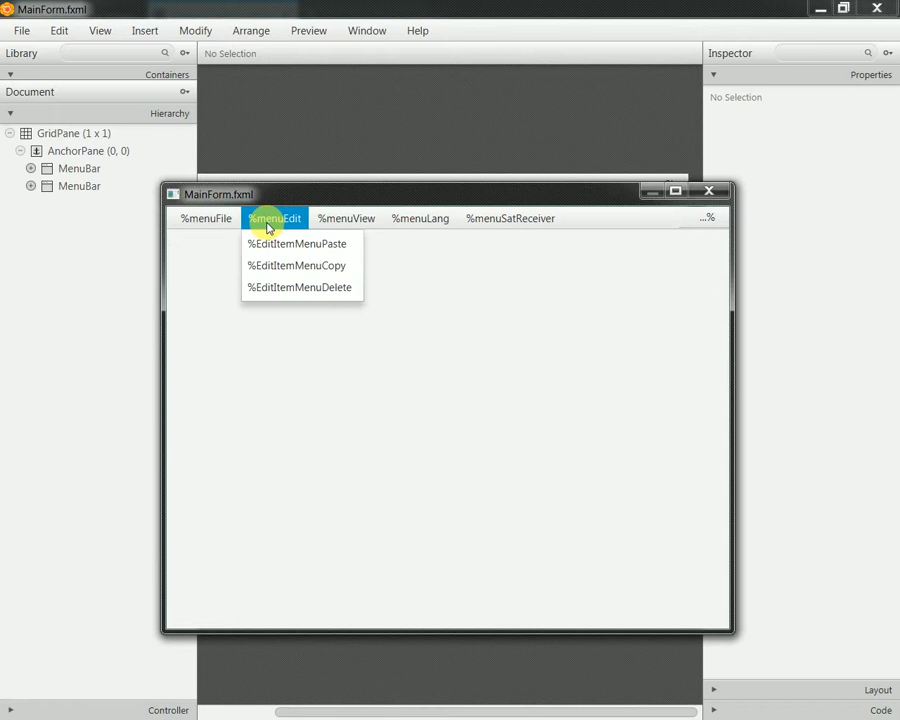 MainForm.fxml
File Edit View Insert Modify Arrange Preview Window Help
Library
No Selection
Inspector
Containers
Properties
Document
No Selection
Hierarchy
GridPane (1 x 1)
AnchorPane (0, 0)
MenuBar
MenuBar
MainForm.fxml
%menuFile %menuEdit %menuView %menuLang %menuSatReceiver ...%
%EditItemMenuPaste
%EditItemMenuCopy
%EditItemMenuDelete
Layout
Controller
Code